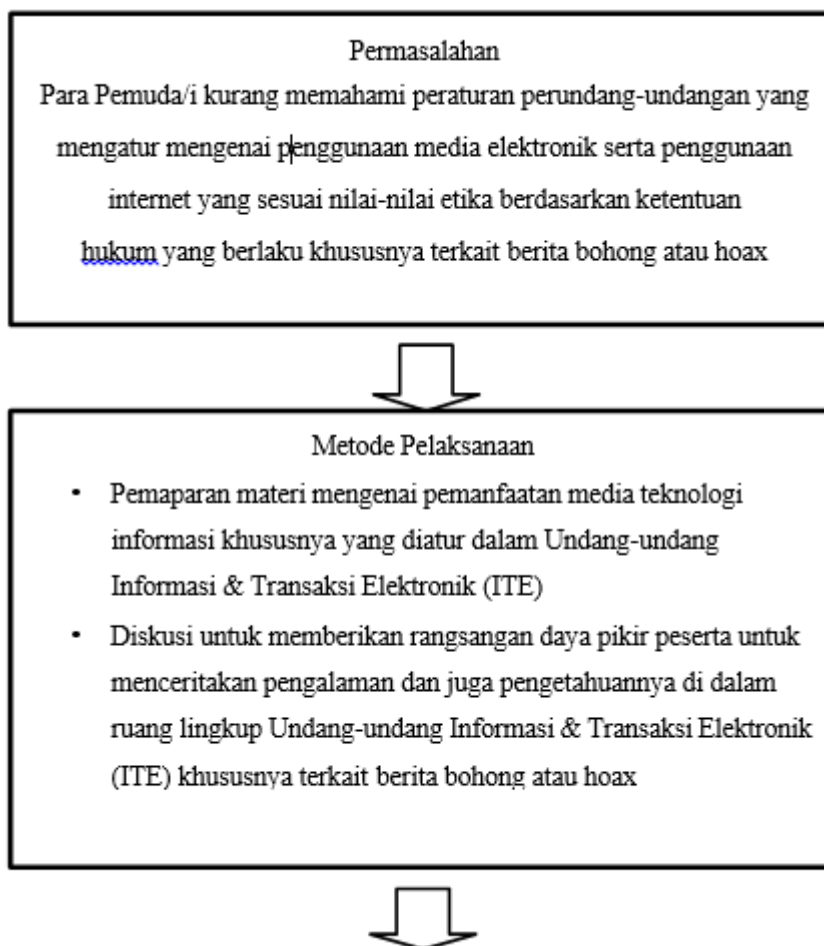 Permasalahan
Para Pemuda/i kurang memahami peraturan perundang-undangan yang
mengatur mengenai penggunaan media elektronik serta penggunaan
internet yang sesuai nilai-nilai etika berdasarkan ketentuan
hukum yang berlaku khususnya terkait berita bohong atau hoax
Metode Pelaksanaan
• Pemaparan materi mengenai pemanfaatan media teknologi
informasi khususnya yang diatur dalam Undang-undang
Informasi & Transaksi Elektronik (ITE)
• Diskusi untuk memberikan rangsangan daya pikir peserta untuk
menceritakan pengalaman dan juga pengetahuannya di dalam
ruang lingkup Undang-undang Informasi & Transaksi Elektronik
(ITE) khususnya terkait berita bohong atau hoax